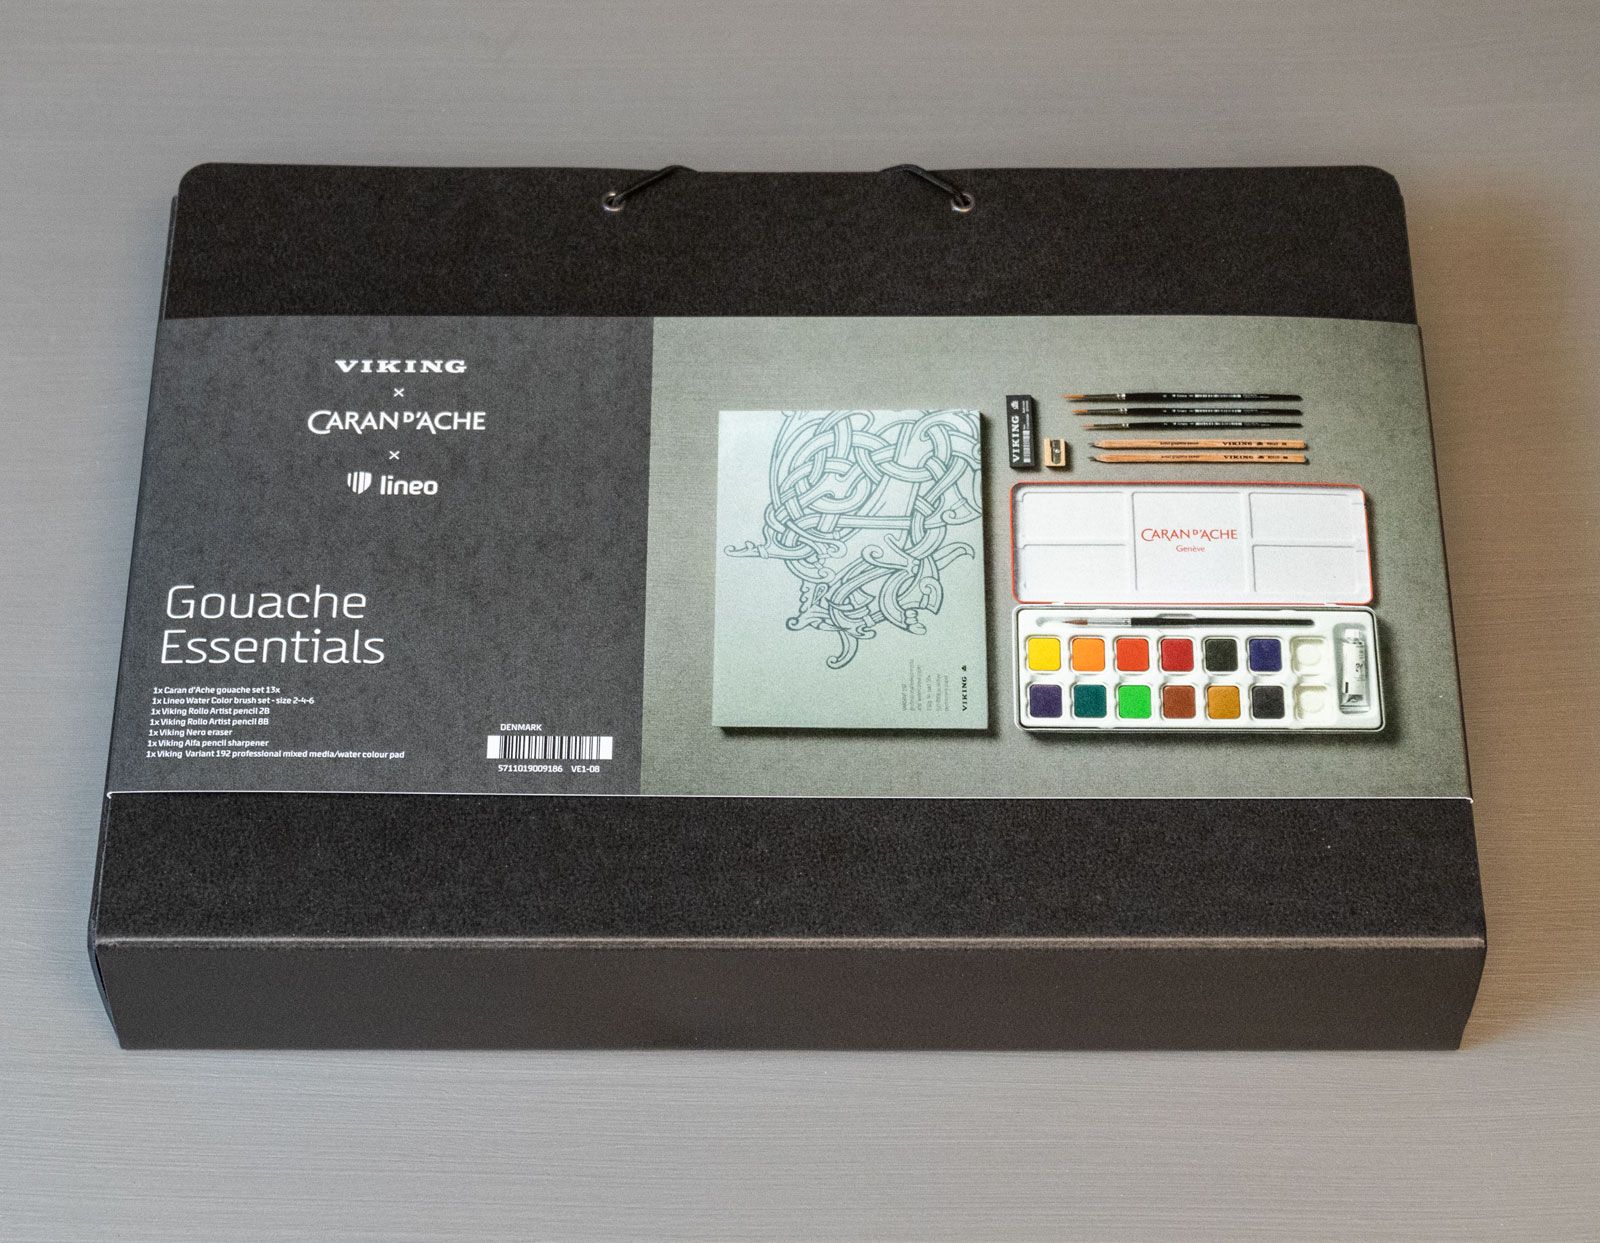 VIKING
×
CARAN D'ACHE
×
lineo
Gouache
Essentials
1x Caran d'Ache gouache set 13x
1x Lineo Water Color brush set - size 2-4-6
1x Viking Rollo Artist pencil 2B
1x Viking Rollo Artist pencil 8B
1x Viking Nero eraser
1x Viking Alfa pencil sharpener
1x Viking Variant 192 professional mixed media/water colour pad
DENMARK
5711019009186 VE1-08
VIKING
VIKING
VIKING
VIKING
CARAN D'ACHE
Genève